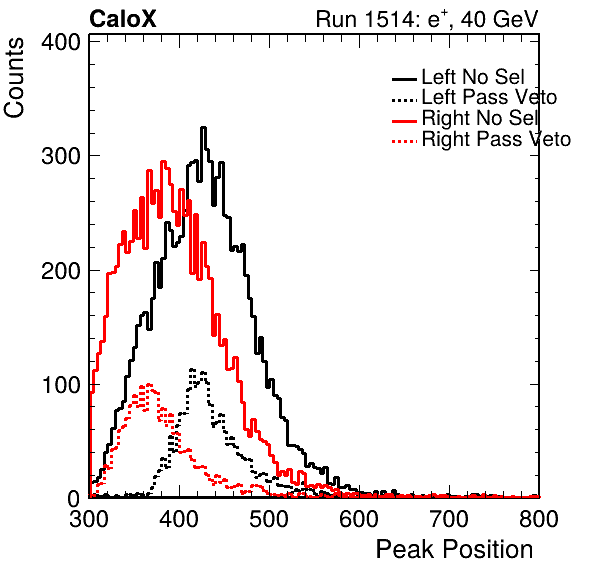 CaloX Run 1514: e+, 40 GeV
Counts
400
300
200
100
0
Left No Sel
Left Pass Veto
Right No Sel
Right Pass Veto
300 400 500 600 700 800
Peak Position